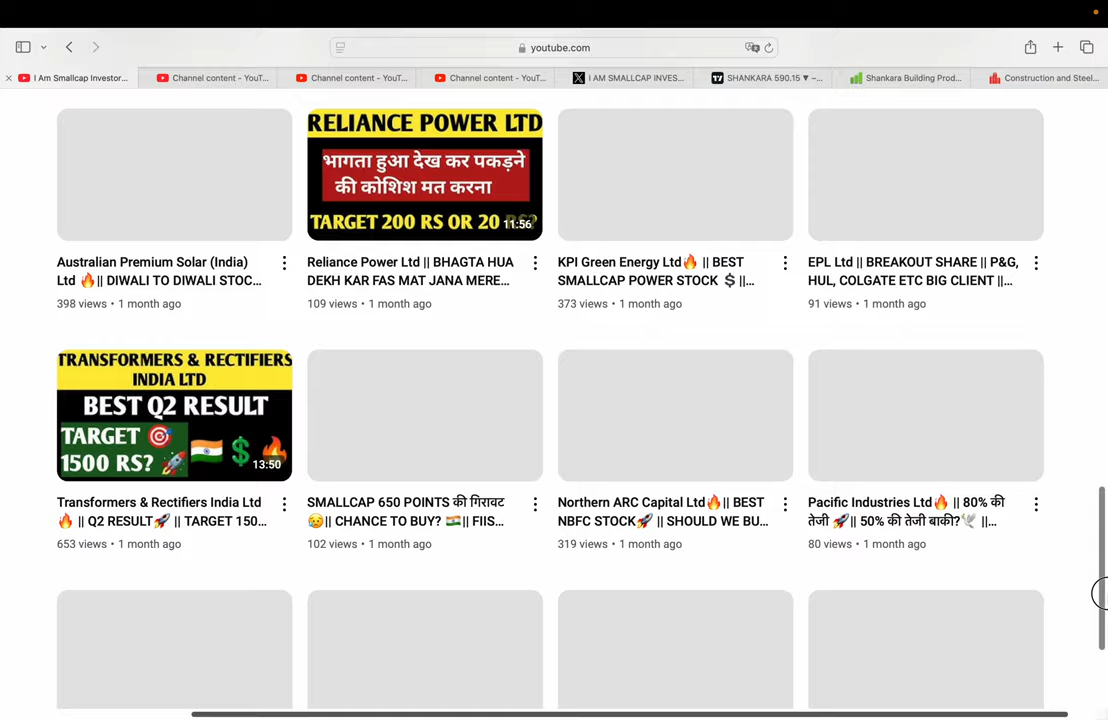 youtube.com
I Am Smallcap Investor...
Channel content - YouT...
Channel content - YouT...
Channel content - YouT...
I AM SMALLCAP INVES...
SHANKARA 590.15 ▼ −...
Shankara Building Prod...
Construction and Steel...
RELIANCE POWER LTD
भागता हुआ देख कर पकड़ने
की कोशिश मत करना
TARGET 200 RS OR 20 RS?
11:56
Australian Premium Solar (India)
Ltd 🔥|| DIWALI TO DIWALI STOC...
398 views • 1 month ago
Reliance Power Ltd || BHAGTA HUA
DEKH KAR FAS MAT JANA MERE...
109 views • 1 month ago
KPI Green Energy Ltd🔥 || BEST
SMALLCAP POWER STOCK 💲||...
373 views • 1 month ago
EPL Ltd || BREAKOUT SHARE || P&G,
HUL, COLGATE ETC BIG CLIENT ||...
91 views • 1 month ago
TRANSFORMERS & RECTIFIERS
INDIA LTD
BEST Q2 RESULT
TARGET 🎯
1500 RS? 🚀 🇮🇳 💲 🔥
13:50
Transformers & Rectifiers India Ltd
🔥 || Q2 RESULT🚀 || TARGET 150...
653 views • 1 month ago
SMALLCAP 650 POINTS की गिरावट
😥|| CHANCE TO BUY? 🇮🇳|| FIIS...
102 views • 1 month ago
Northern ARC Capital Ltd🔥|| BEST
NBFC STOCK🚀 || SHOULD WE BU...
319 views • 1 month ago
Pacific Industries Ltd🔥 || 80% की
तेजी 🚀|| 50% की तेजी बाकी?🕊️ ||...
80 views • 1 month ago